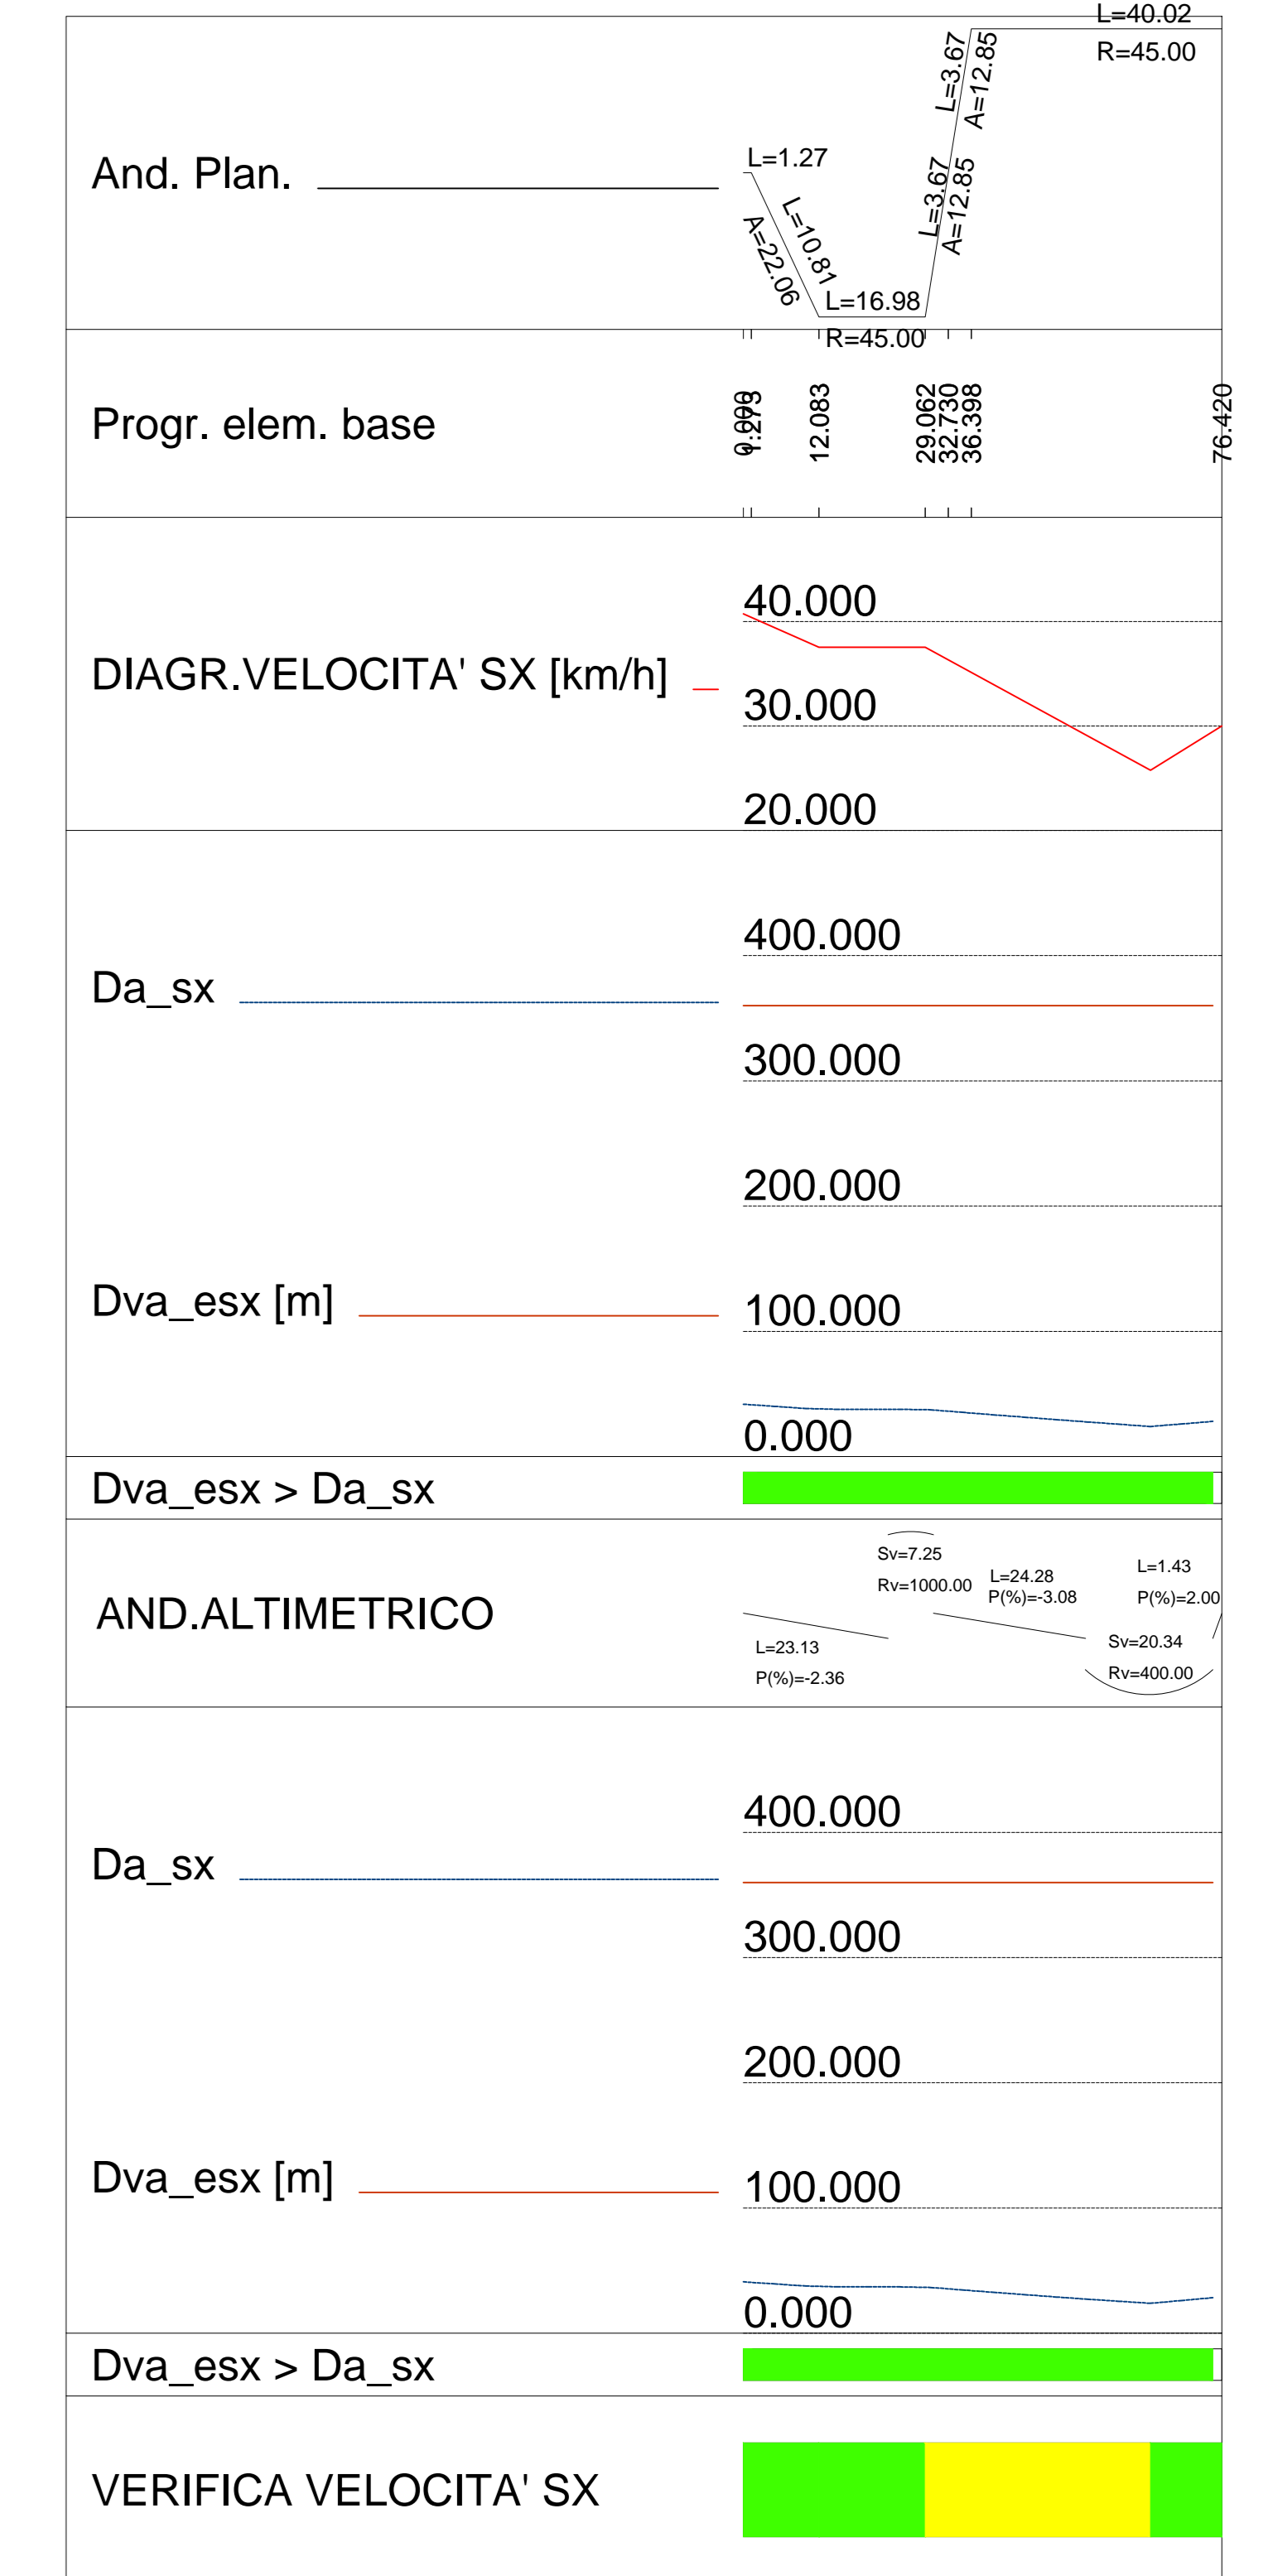 L=40.02
R=45.00
L=3.67
A=12.85
And. Plan.
L=1.27
L=3.67
A=12.85
L=10.81
A=22.06
L=16.98
R=45.00
Progr. elem. base
0.000
1.273
12.083
29.062
32.730
36.398
76.420
40.000
DIAGR.VELOCITA' SX [km/h]
30.000
20.000
400.000
Da_sx
300.000
200.000
Dva_esx [m]
100.000
0.000
Dva_esx > Da_sx
AND.ALTIMETRICO
L=23.13
P(%)=-2.36
Sv=7.25
Rv=1000.00
L=24.28
P(%)=-3.08
Sv=20.34
Rv=400.00
L=1.43
P(%)=2.00
400.000
Da_sx
300.000
200.000
Dva_esx [m]
100.000
0.000
Dva_esx > Da_sx
VERIFICA VELOCITA' SX